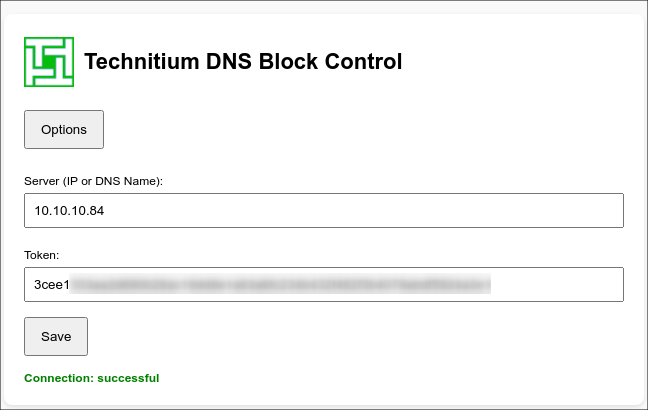 Technitium DNS Block Control
Options
Server (IP or DNS Name):
10.10.10.84
Token:
3cee1
Save
Connection: successful